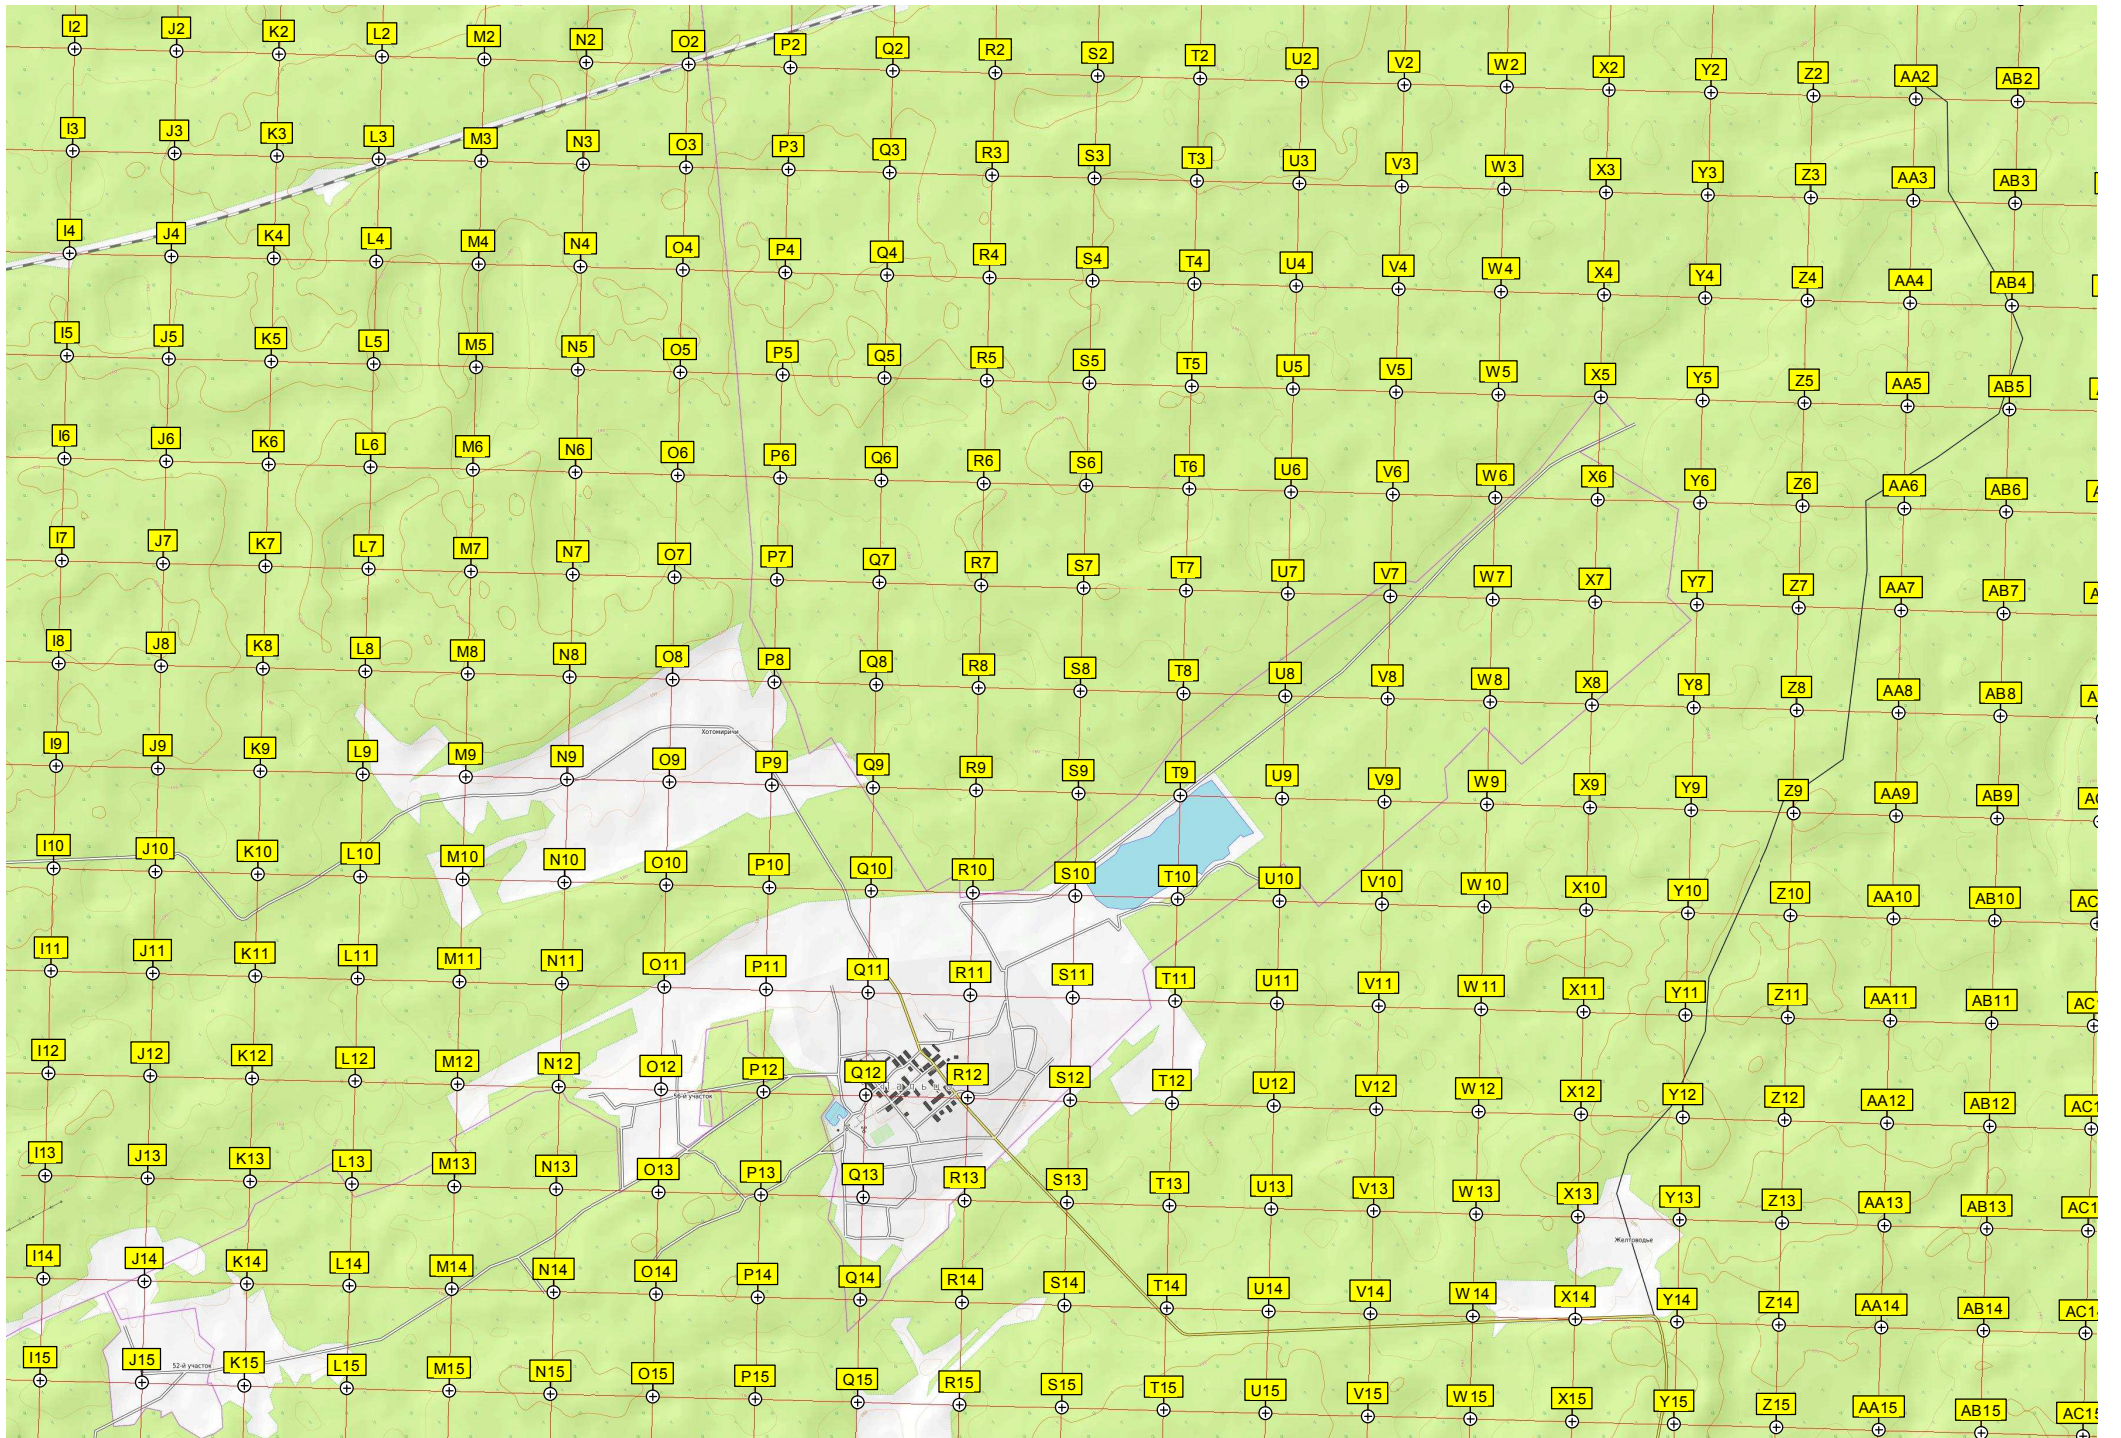 I2 J2 K2 L2 M2 N2 O2 P2 Q2 R2 S2 T2 U2 V2 W2 X2 Y2 Z2 AA2 AB2
I3 J3 K3 L3 M3 N3 O3 P3 Q3 R3 S3 T3 U3 V3 W3 X3 Y3 Z3 AA3 AB3
I4 J4 K4 L4 M4 N4 O4 P4 Q4 R4 S4 T4 U4 V4 W4 X4 Y4 Z4 AA4 AB4
I5 J5 K5 L5 M5 N5 O5 P5 Q5 R5 S5 T5 U5 V5 W5 X5 Y5 Z5 AA5 AB5
I6 J6 K6 L6 M6 N6 O6 P6 Q6 R6 S6 T6 U6 V6 W6 X6 Y6 Z6 AA6 AB6
I7 J7 K7 L7 M7 N7 O7 P7 Q7 R7 S7 T7 U7 V7 W7 X7 Y7 Z7 AA7 AB7
I8 J8 K8 L8 M8 N8 O8 P8 Q8 R8 S8 T8 U8 V8 W8 X8 Y8 Z8 AA8 AB8
Хотомиричи
I9 J9 K9 L9 M9 N9 O9 P9 Q9 R9 S9 T9 U9 V9 W9 X9 Y9 Z9 AA9 AB9
I10 J10 K10 L10 M10 N10 O10 P10 Q10 R10 S10 T10 U10 V10 W10 X10 Y10 Z10 AA10 AB10
I11 J11 K11 L11 M11 N11 O11 P11 Q11 R11 S11 T11 U11 V11 W11 X11 Y11 Z11 AA11 AB11
I12 J12 K12 L12 M12 N12 O12 P12 Q12 R12 S12 T12 U12 V12 W12 X12 Y12 Z12 AA12 AB12
56-й участок
I13 J13 K13 L13 M13 N13 O13 P13 Q13 R13 S13 T13 U13 V13 W13 X13 Y13 Z13 AA13 AB13
Желтоводье
I14 J14 K14 L14 M14 N14 O14 P14 Q14 R14 S14 T14 U14 V14 W14 X14 Y14 Z14 AA14 AB14
52-й участок
I15 J15 K15 L15 M15 N15 O15 P15 Q15 R15 S15 T15 U15 V15 W15 X15 Y15 Z15 AA15 AB15 AC15